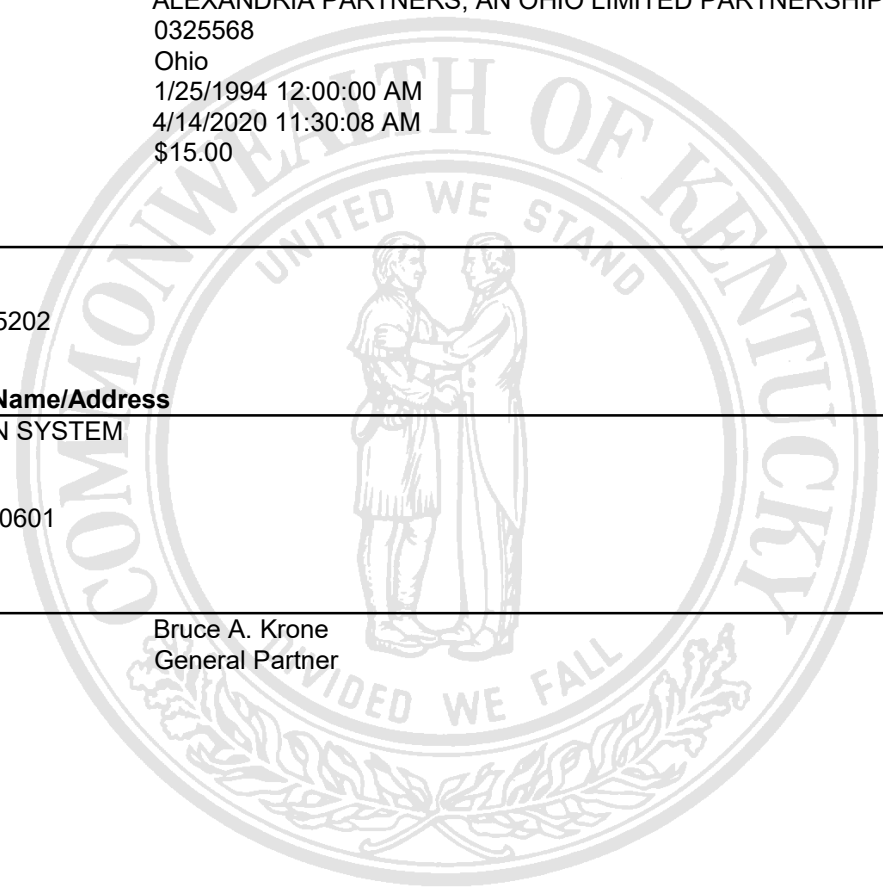 ALEXANDRIA PARTNERS, AN OHIO LIMITED PARTNERSHIP
0325568
Ohio
1/25/1994 12:00:00 AM
4/14/2020 11:30:08 AM
$15.00
COMMONWEALTH OF KENTUCKY
UNITED WE STAND
5202
Name/Address
N SYSTEM
0601
Bruce A. Krone
General Partner
DIVIDED WE FALL